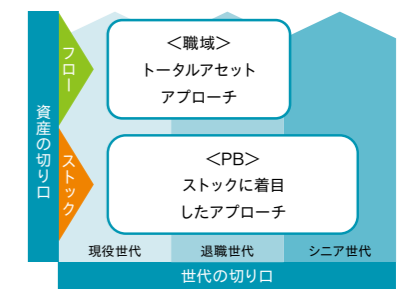 資産の切り口
フロー
<職域>
トータルアセット
アプローチ
ストック
<PB>
ストックに着目
したアプローチ
現役世代
退職世代
シニア世代
世代の切り口